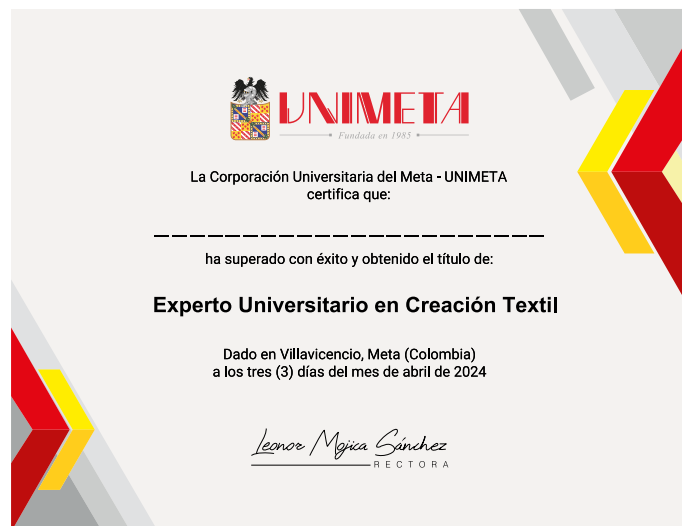 UNIMETA
Fundada en 1985
La Corporación Universitaria del Meta - UNIMETA
certifica que:
ha superado con éxito y obtenido el título de:
Experto Universitario en Creación Textil
Dado en Villavicencio, Meta (Colombia)
a los tres (3) días del mes de abril de 2024
Leonor Mojica Sánchez
RECTORA